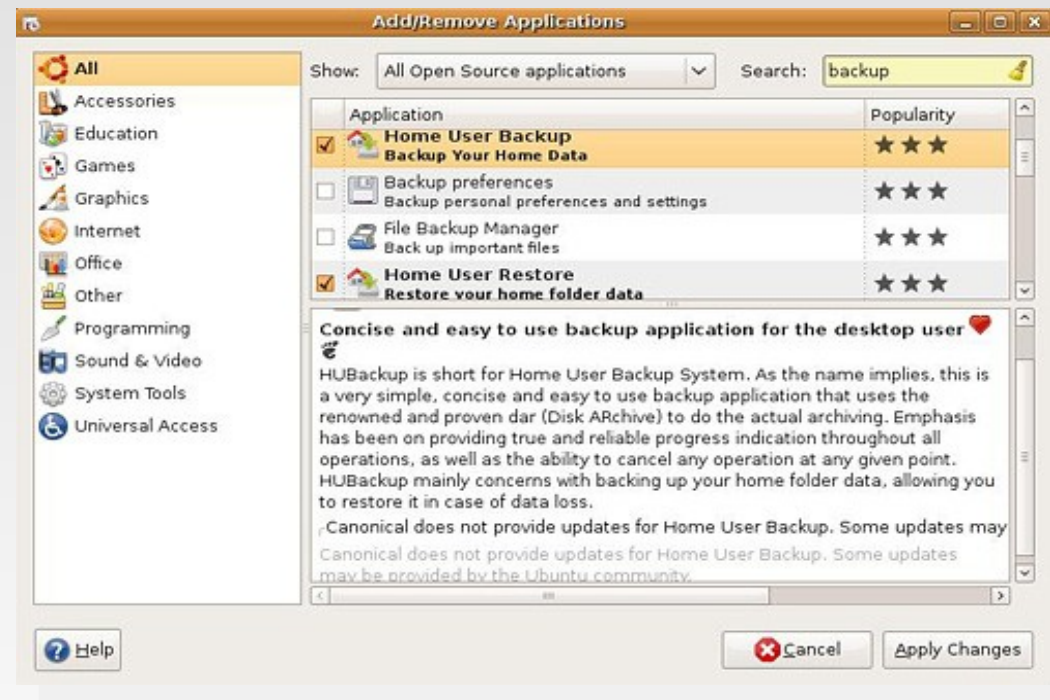 Add/Remove Applications
All
Accessories
Education
Games
Graphics
Internet
Office
Other
Programming
Sound & Video
System Tools
Universal Access
Show: All Open Source applications
Search: backup
Application Popularity
Home User Backup
Backup Your Home Data
Backup preferences
Backup personal preferences and settings
File Backup Manager
Back up important files
Home User Restore
Restore your home folder data
Concise and easy to use backup application for the desktop user
HUBackup is short for Home User Backup System. As the name implies, this is
a very simple, concise and easy to use backup application that uses the
renowned and proven dar (Disk ARchive) to do the actual archiving. Emphasis
has been on providing true and reliable progress indication throughout all
operations, as well as the ability to cancel any operation at any given point.
HUBackup mainly concerns with backing up your home folder data, allowing you
to restore it in case of data loss.
Canonical does not provide updates for Home User Backup. Some updates may
Canonical does not provide updates for Home User Backup. Some updates
may be provided by the Ubuntu community.
Help
Cancel
Apply Changes